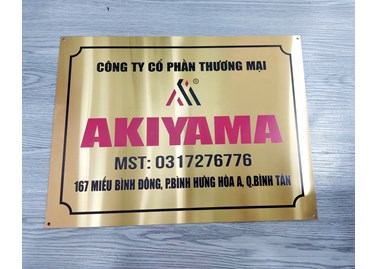 CÔNG TY CỔ PHẦN THƯƠNG MẠI
®
AKIYAMA
MST: 0317276776
167 MIẾU BÌNH ĐÔNG, P.BÌNH HƯNG HÒA A, Q.BÌNH TÂN